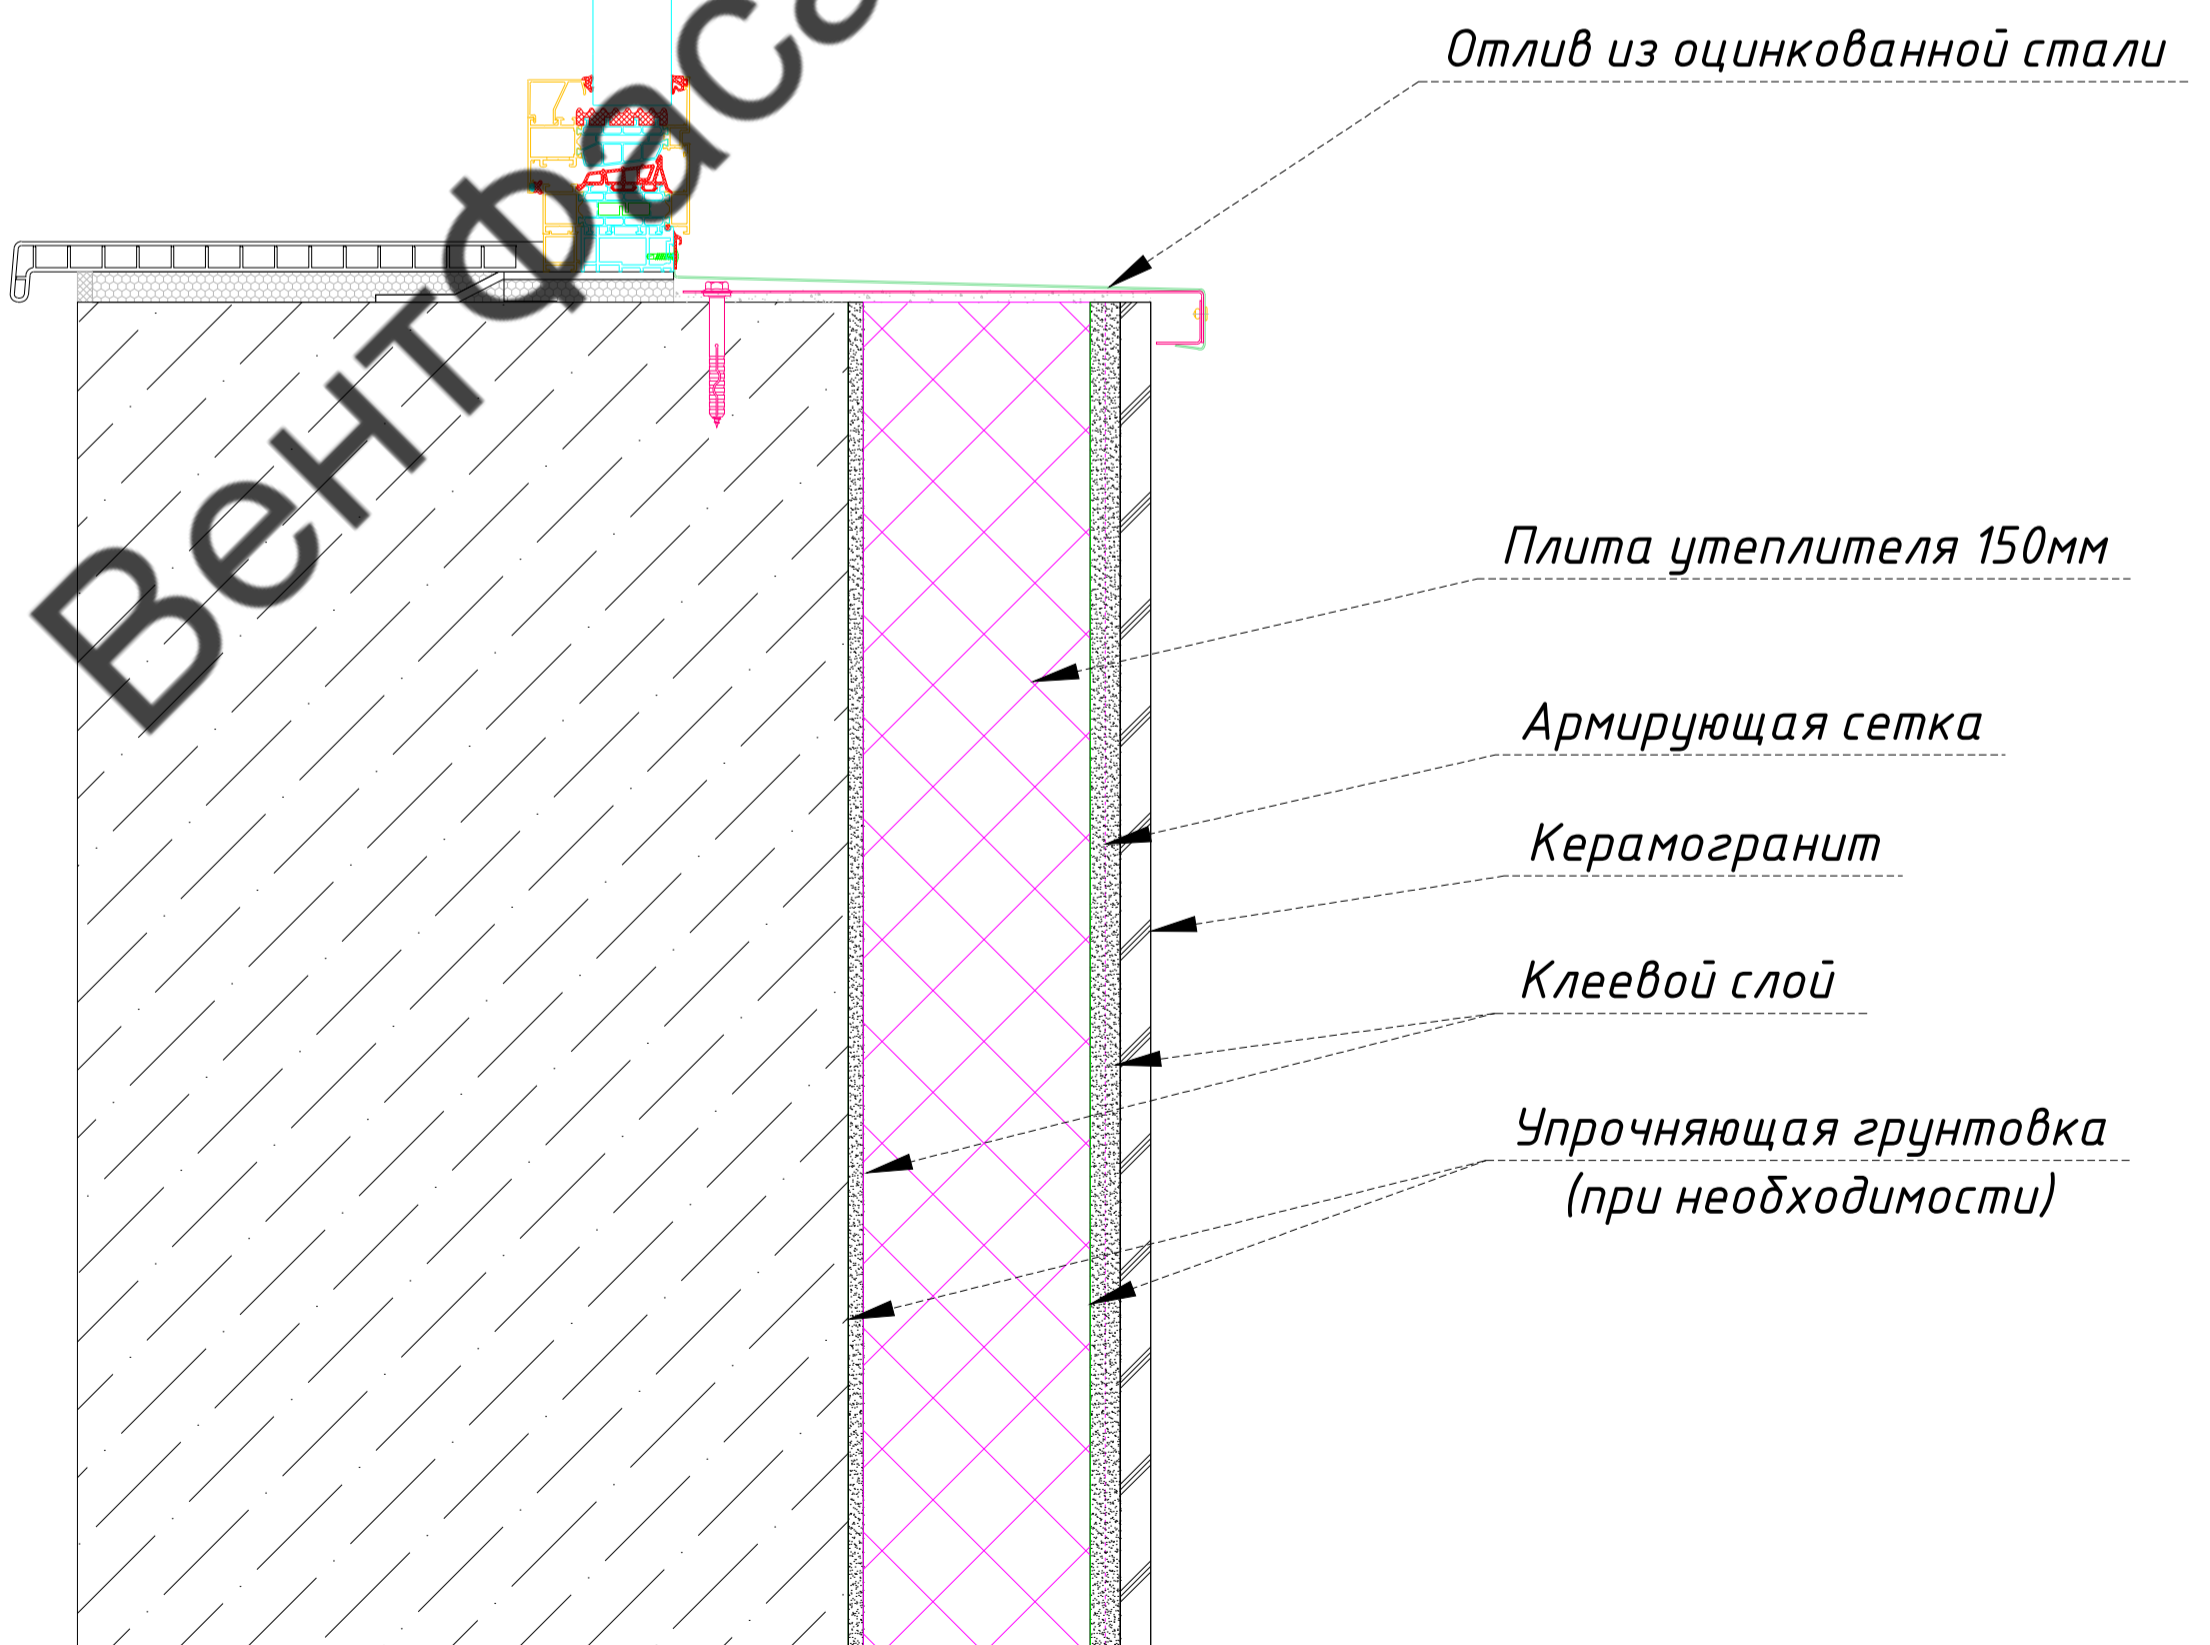 Отлив из оцинкованной стали
Плита утеплителя 150мм
Армирующая сетка
Керамогранит
Клеевой слой
Упрочняющая грунтовка
(при необходимости)
ВентФаса